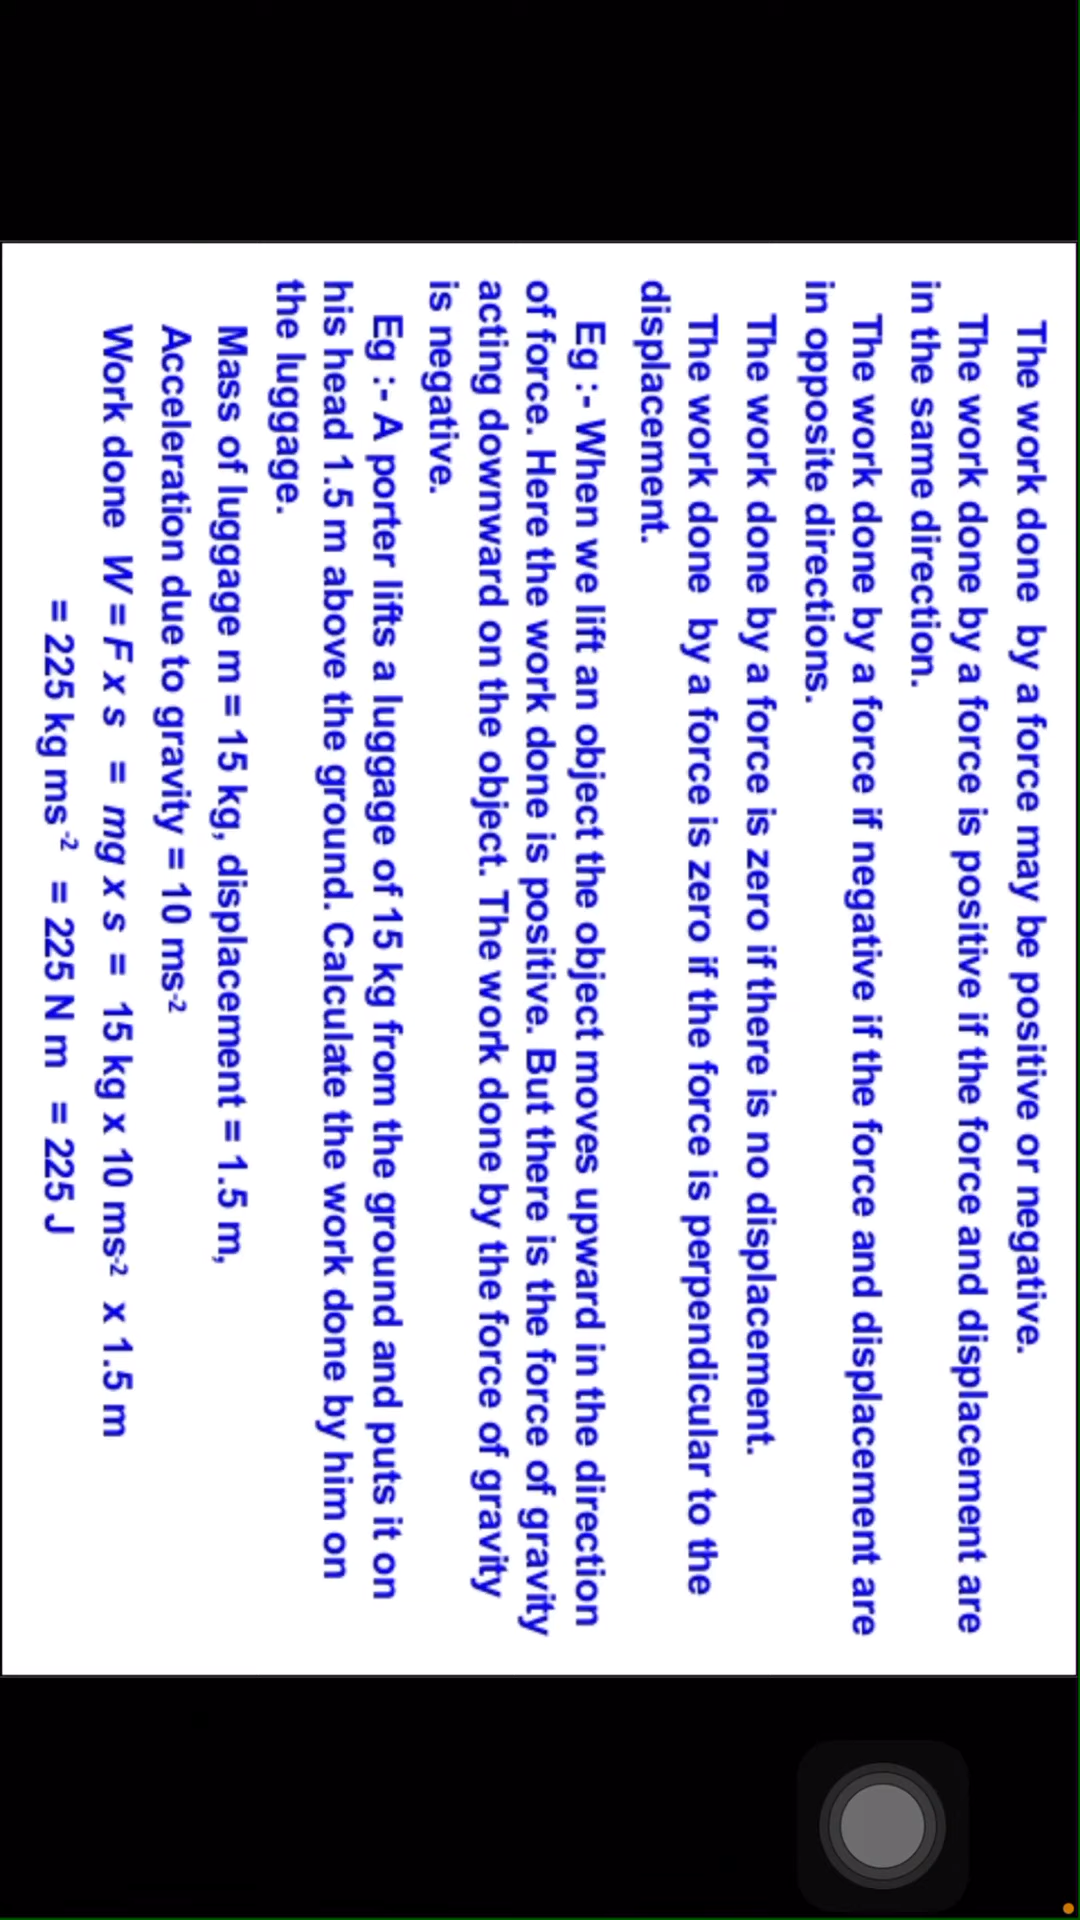 The work done  by a force may be positive or negative.
The work done by a force is positive if the force and displacement are
in the same direction.
The work done by a force if negative if the force and displacement are
in opposite directions.
The work done by a force is zero if there is no displacement.
The work done  by a force is zero if the force is perpendicular to the
displacement.
Eg :- When we lift an object the object moves upward in the direction
of force. Here the work done is positive. But there is the force of gravity
acting downward on the object. The work done by the force of gravity
is negative.
Eg :- A porter lifts a luggage of 15 kg from the ground and puts it on
his head 1.5 m above the ground. Calculate the work done by him on
the luggage.
Mass of luggage m = 15 kg, displacement = 1.5 m,
Acceleration due to gravity = 10 ms-2
Work done  W = F x s  =  mg x s  =  15 kg x 10 ms-2  x 1.5 m
= 225 kg ms -2  = 225 N m  = 225 J